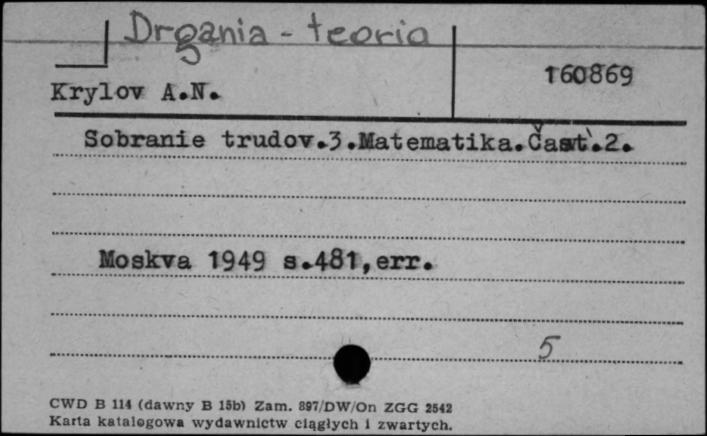 Drgania - teoria
160869
Krylov A.N.
Sobranie trudov.3.Matematika.Čast'.2.
Moskva 1949 s.481,err.
5
CWD B 114 (dawny B 15b) Zam. 897/DW/On ZGG 2542
Karta katalogowa wydawnictw ciągłych i zwartych.